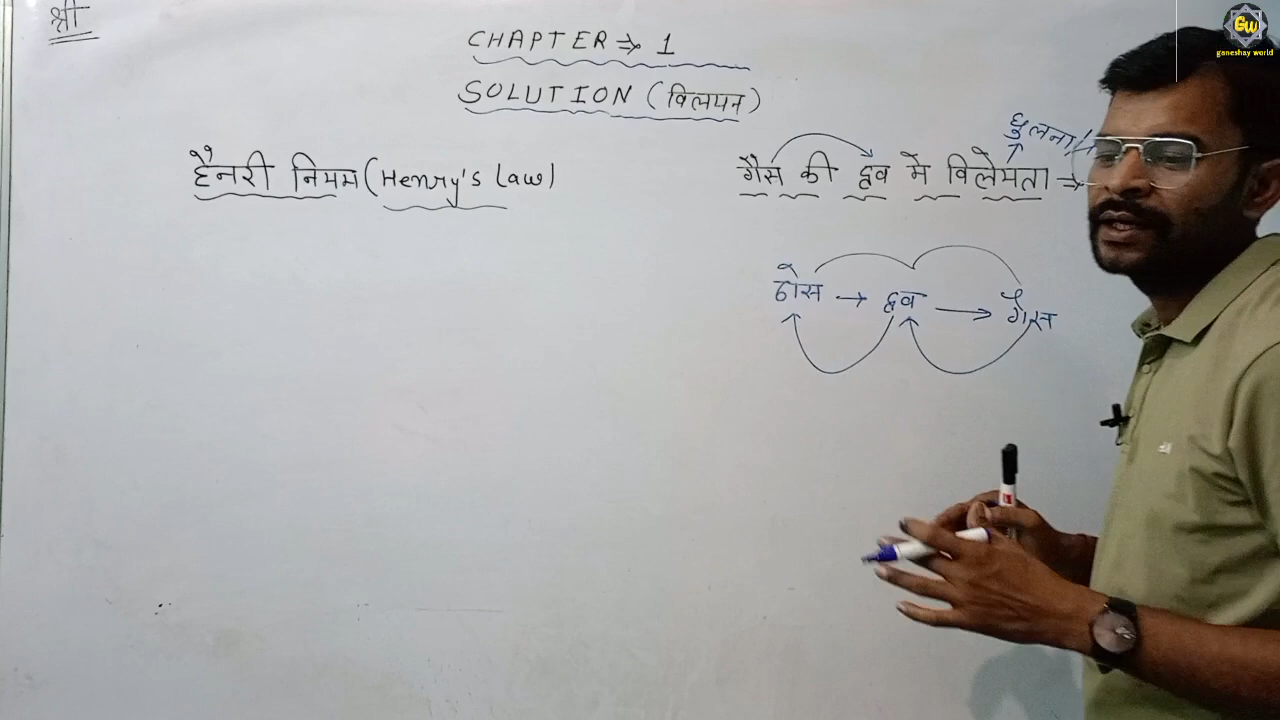 श्री
CHAPTER ⇒ 1
SOLUTION (विलयन)
हैनरी नियम (Henry's Law)
घुलना
गैस की द्रव में विलेयता →
ठोस → द्रव → गैस
GW
ganeshay world